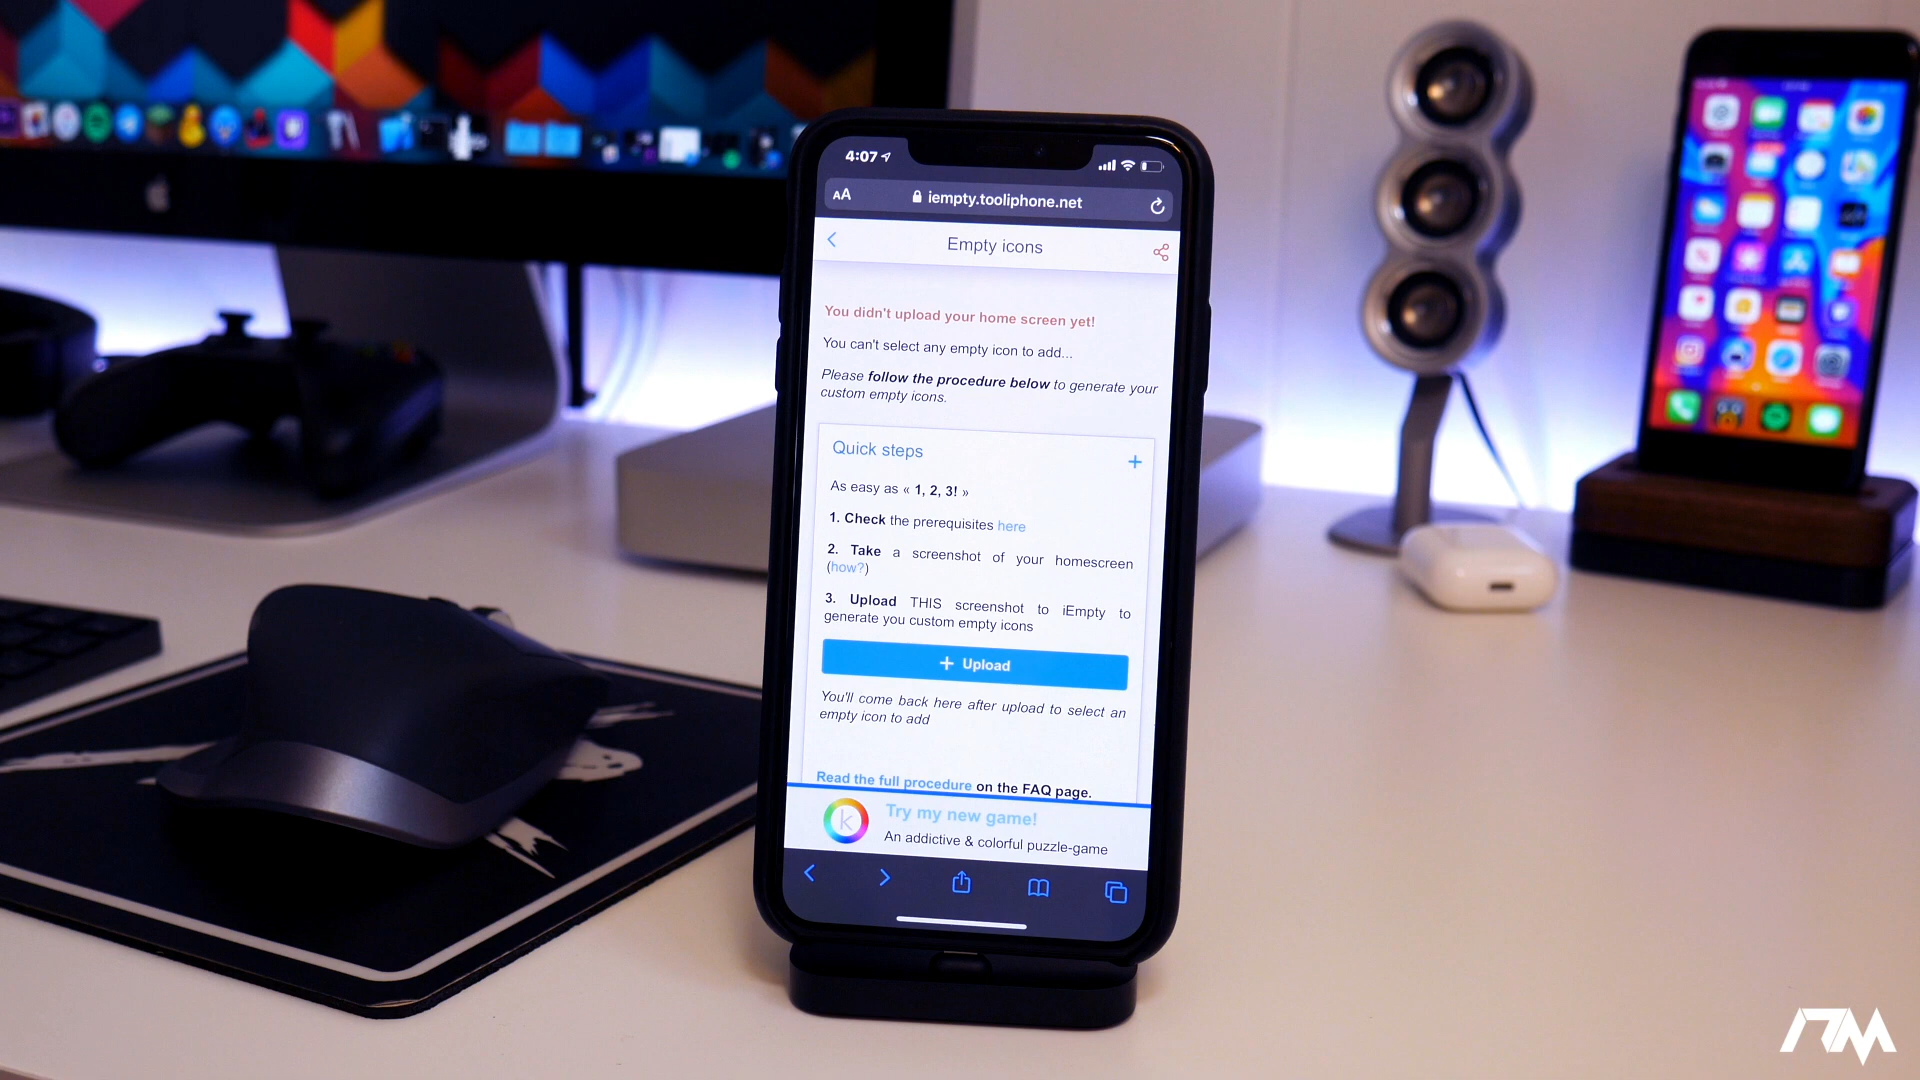 4:07
AA iempty.tooliphone.net
Empty icons
You didn't upload your home screen yet!
You can't select any empty icon to add...
Please follow the procedure below to generate your
custom empty icons.
Quick steps
+
As easy as « 1, 2, 3! »
1. Check the prerequisites here
2. Take a screenshot of your homescreen
(how?)
3. Upload THIS screenshot to iEmpty to
generate you custom empty icons
+ Upload
You'll come back here after upload to select an
empty icon to add
Read the full procedure on the FAQ page.
k
Try my new game!
An addictive & colorful puzzle-game